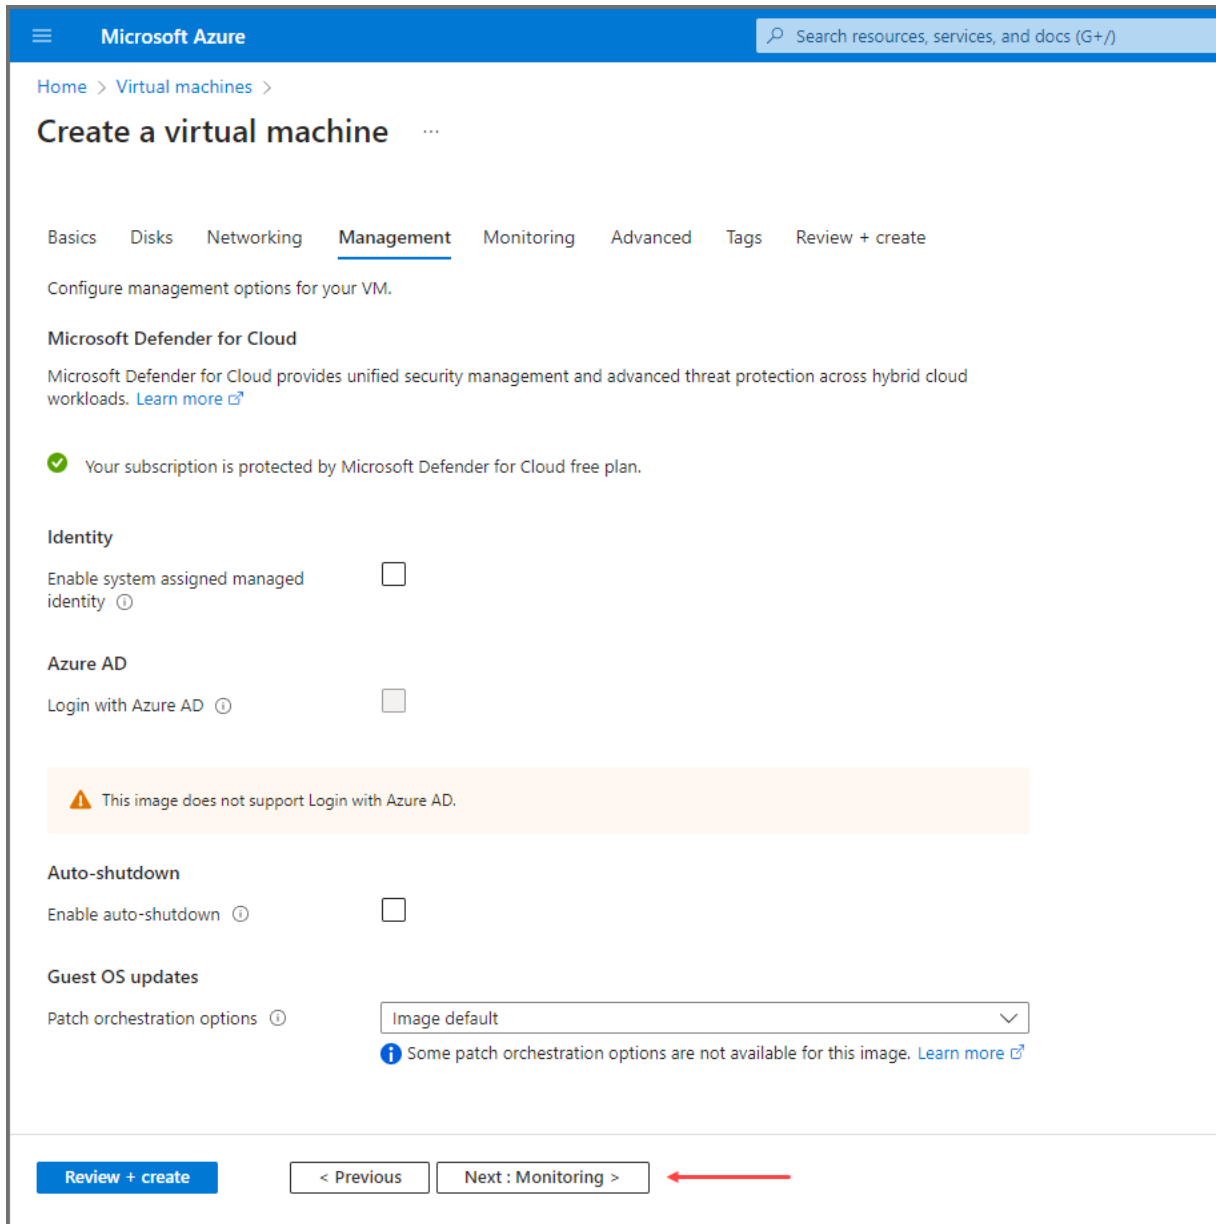 Microsoft Azure
Search resources, services, and docs (G+/)
Home > Virtual machines >
Create a virtual machine ...
Basics Disks Networking Management Monitoring Advanced Tags Review + create
Configure management options for your VM.
Microsoft Defender for Cloud
Microsoft Defender for Cloud provides unified security management and advanced threat protection across hybrid cloud
workloads. Learn more
Your subscription is protected by Microsoft Defender for Cloud free plan.
Identity
Enable system assigned managed
identity
Azure AD
Login with Azure AD
This image does not support Login with Azure AD.
Auto-shutdown
Enable auto-shutdown
Guest OS updates
Patch orchestration options
Image default
Some patch orchestration options are not available for this image. Learn more
Review + create
< Previous
Next : Monitoring >